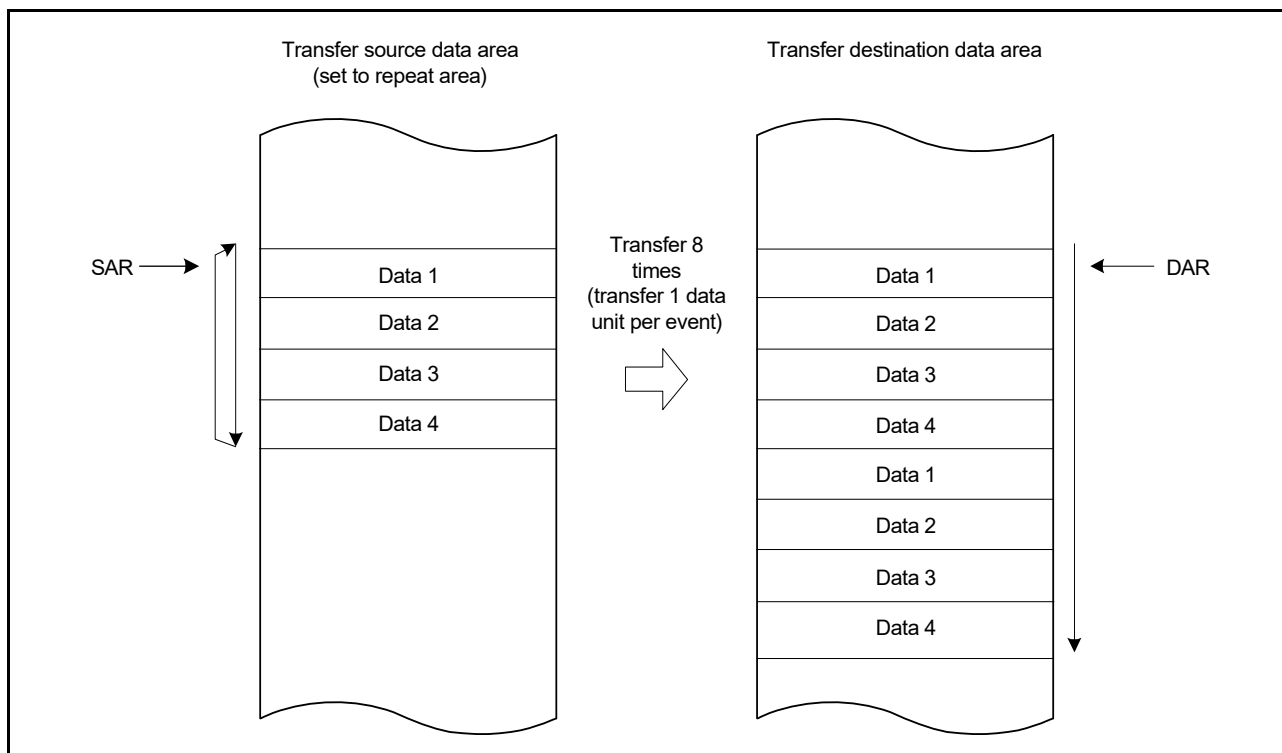 Transfer source data area
(set to repeat area)
Transfer destination data area
SAR
Data 1
Data 2
Data 3
Data 4
Transfer 8
times
(transfer 1 data
unit per event)
Data 1
Data 2
Data 3
Data 4
Data 1
Data 2
Data 3
Data 4
DAR